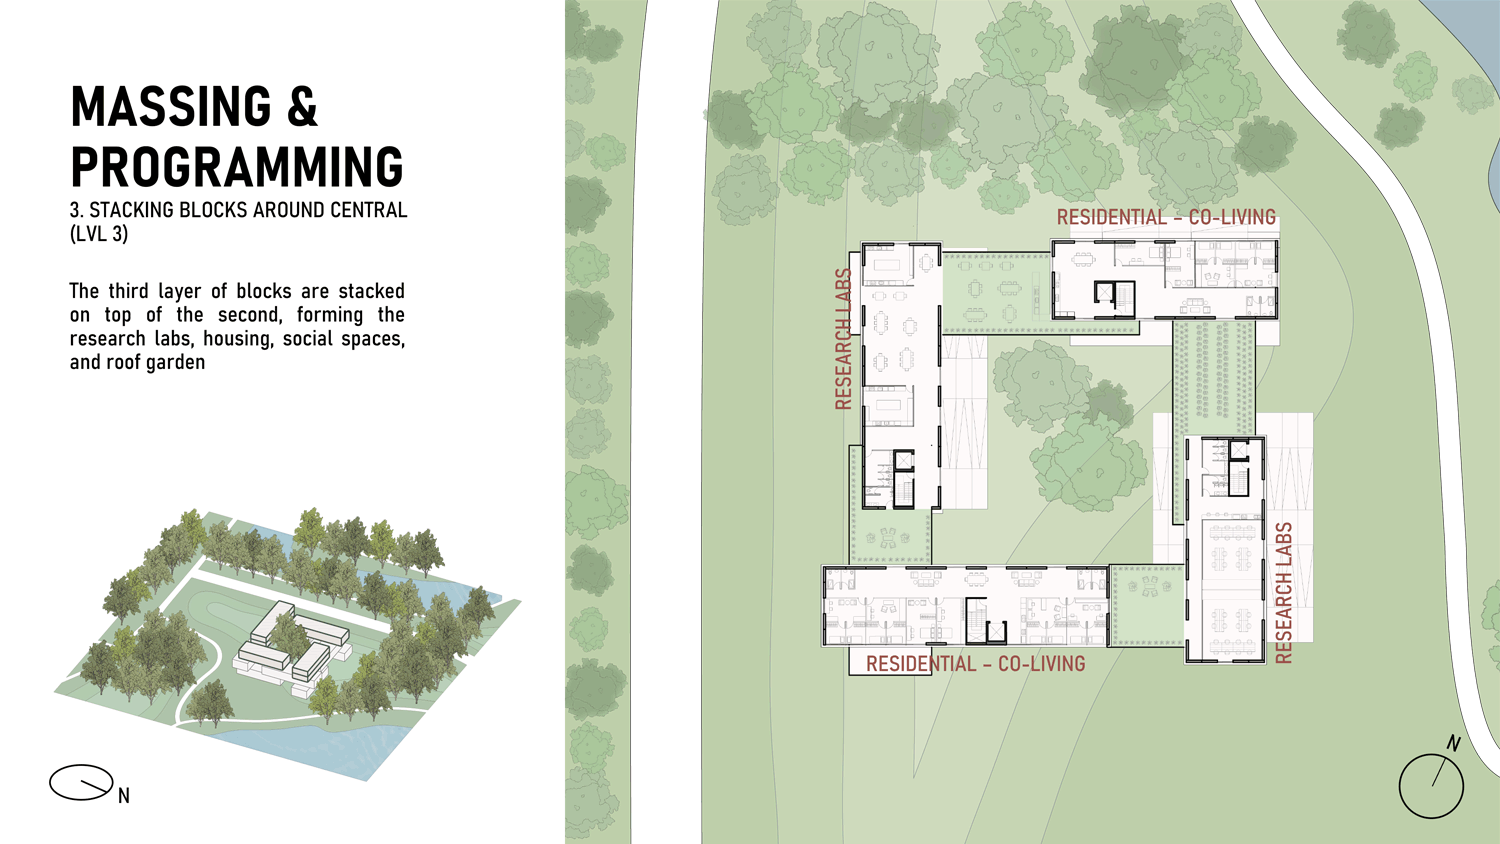 MASSING &
PROGRAMMING
3. STACKING BLOCKS AROUND CENTRAL
(LVL 3)
The third layer of blocks are stacked
on top of the second, forming the
research labs, housing, social spaces,
and roof garden
N
RESIDENTIAL – CO-LIVING
RESEARCH LABS
RESEARCH LABS
RESIDENTIAL – CO-LIVING
N